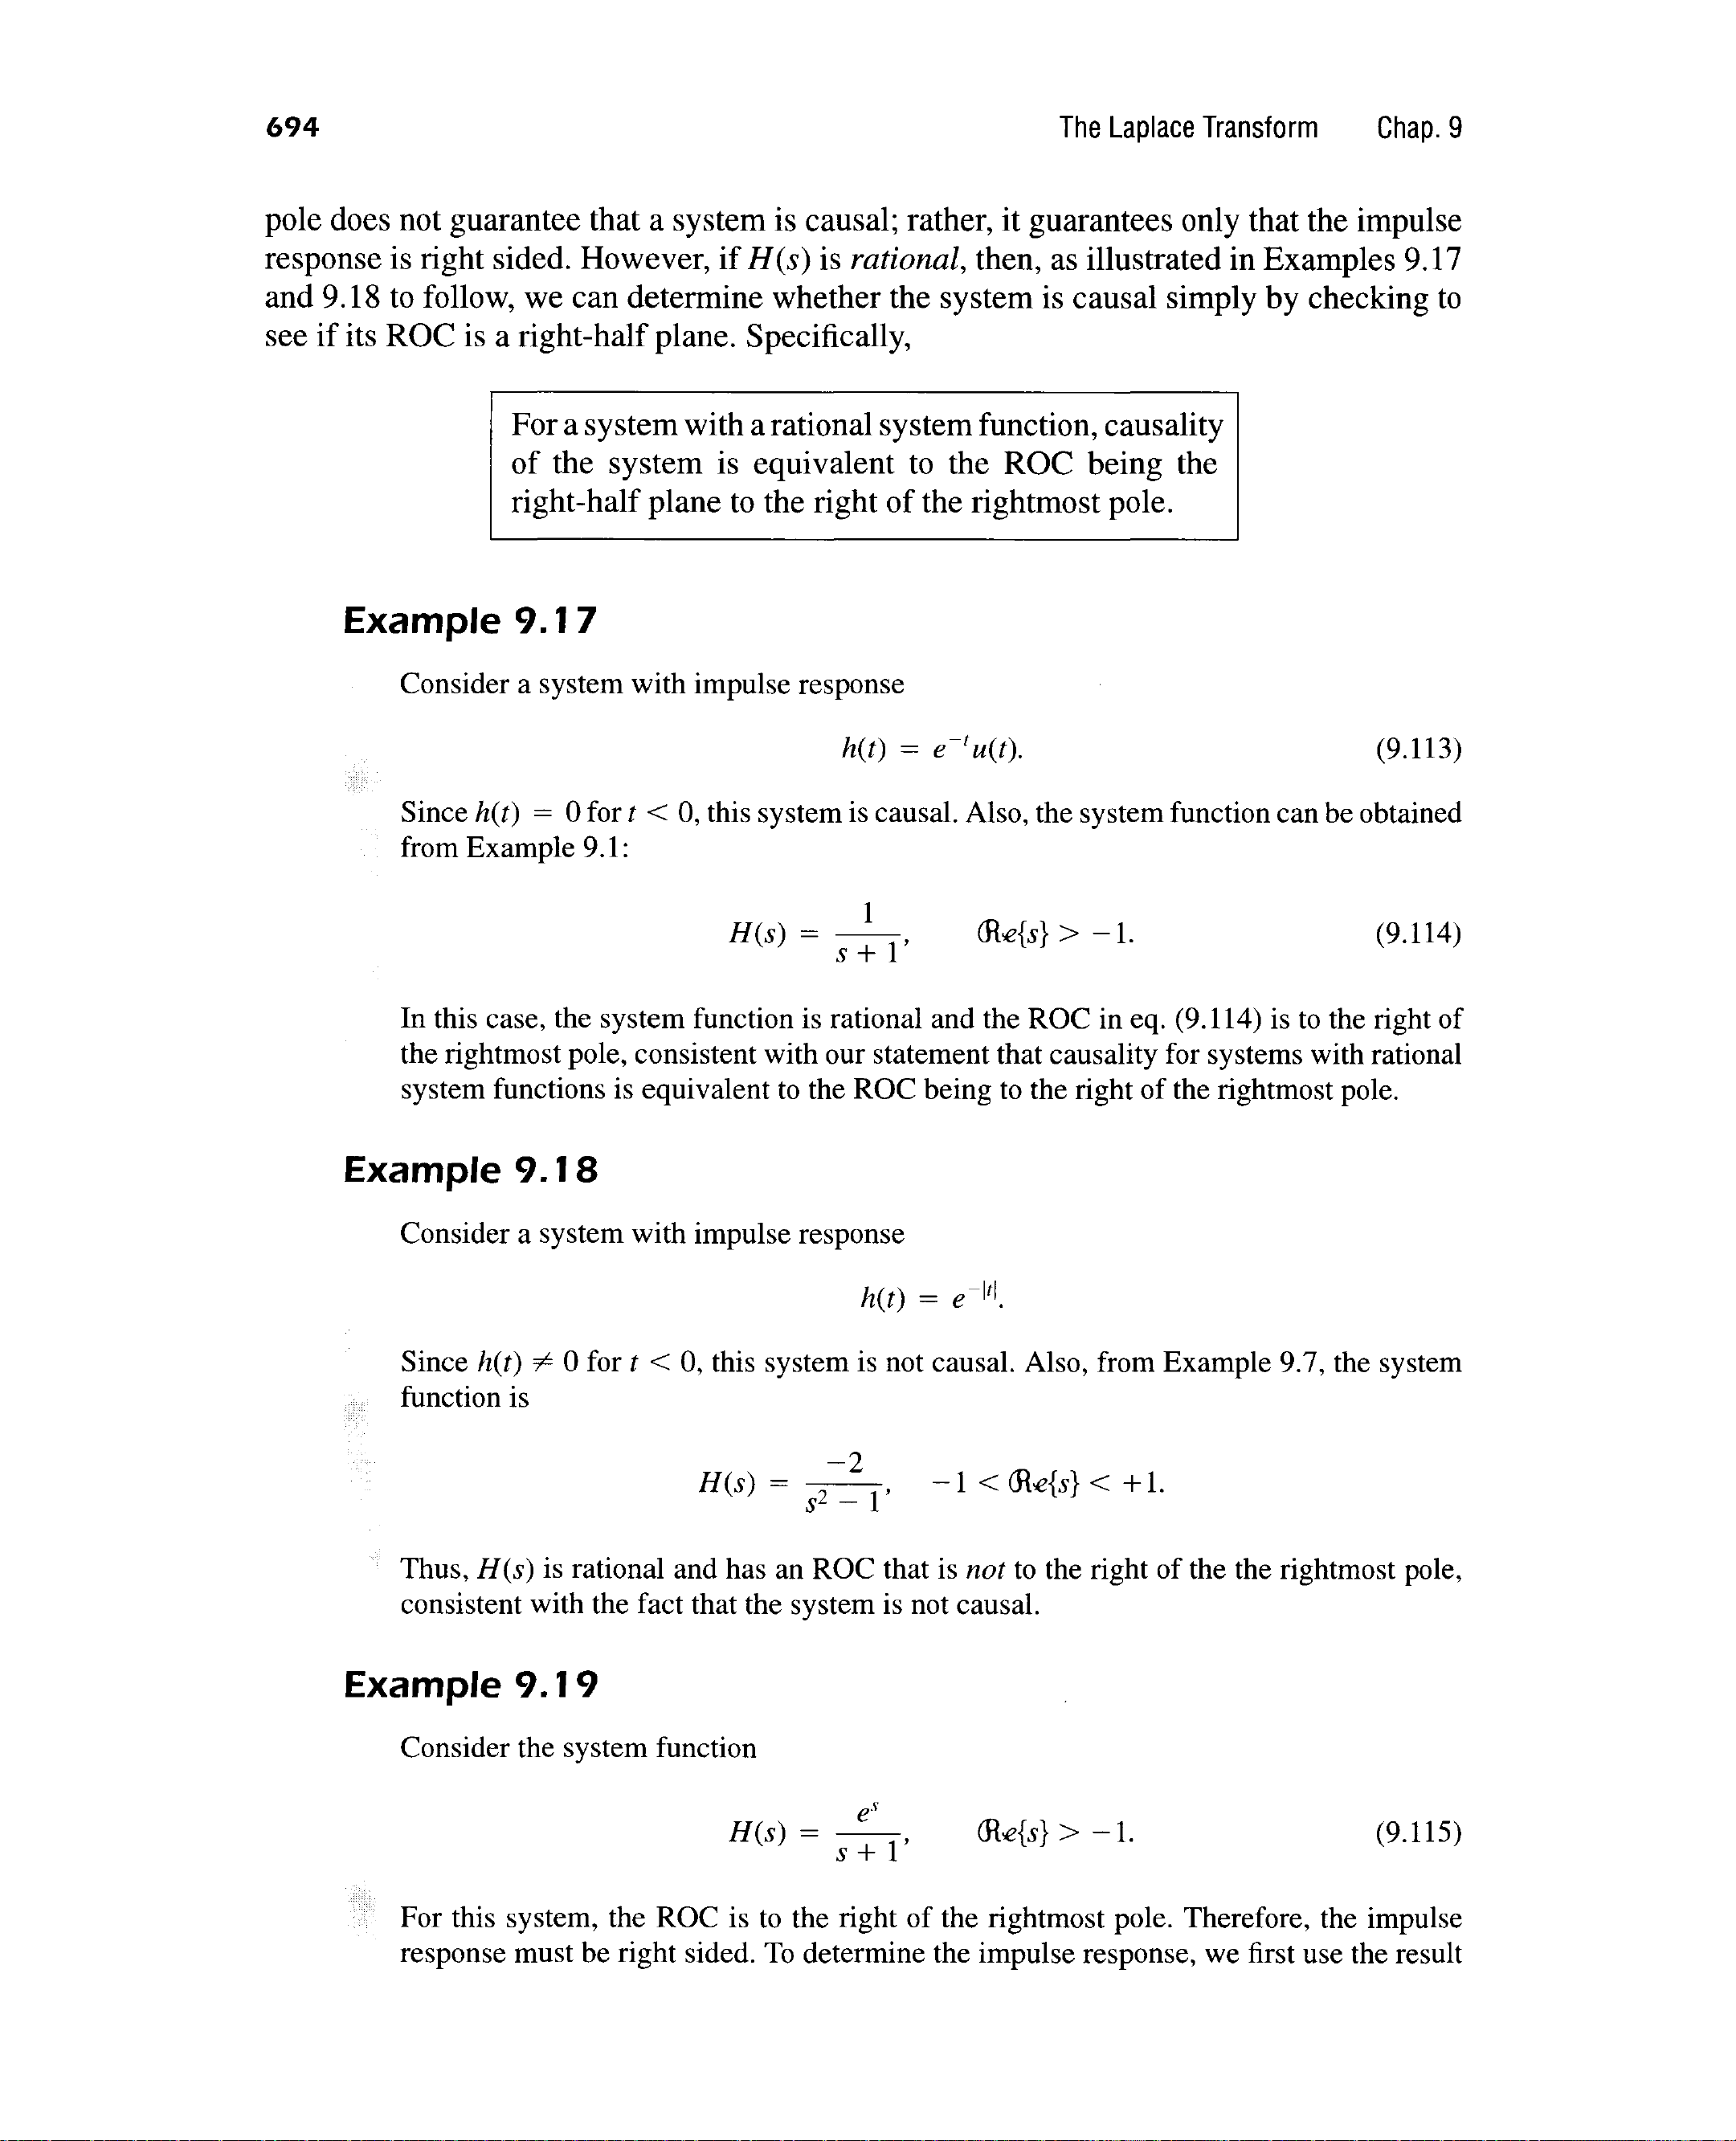 694 The Laplace Transform Chap. 9
pole does not guarantee that a system is causal; rather, it guarantees only that the impulse
response is right sided. However, if H(s) is rational, then, as illustrated in Examples 9.17
and 9.18 to follow, we can determine whether the system is causal simply by checking to
see if its ROC is a right-half plane. Specifically,
For a system with a rational system function, causality
of the system is equivalent to the ROC being the
right-half plane to the right of the rightmost pole.
Example 9.17
Consider a system with impulse response
h(t) = e^{-t}u(t). (9.113)
Since h(t) = 0 for t < 0, this system is causal. Also, the system function can be obtained
from Example 9.1:
H(s) = \frac{1}{s + 1}, ℜe{s} > −1. (9.114)
In this case, the system function is rational and the ROC in eq. (9.114) is to the right of
the rightmost pole, consistent with our statement that causality for systems with rational
system functions is equivalent to the ROC being to the right of the rightmost pole.
Example 9.18
Consider a system with impulse response
h(t) = e^{-|t|}.
Since h(t) ≠ 0 for t < 0, this system is not causal. Also, from Example 9.7, the system
function is
H(s) = \frac{-2}{s^2 - 1}, −1 < ℜe{s} < +1.
Thus, H(s) is rational and has an ROC that is not to the right of the the rightmost pole,
consistent with the fact that the system is not causal.
Example 9.19
Consider the system function
H(s) = \frac{e^s}{s + 1}, ℜe{s} > −1. (9.115)
For this system, the ROC is to the right of the rightmost pole. Therefore, the impulse
response must be right sided. To determine the impulse response, we first use the result